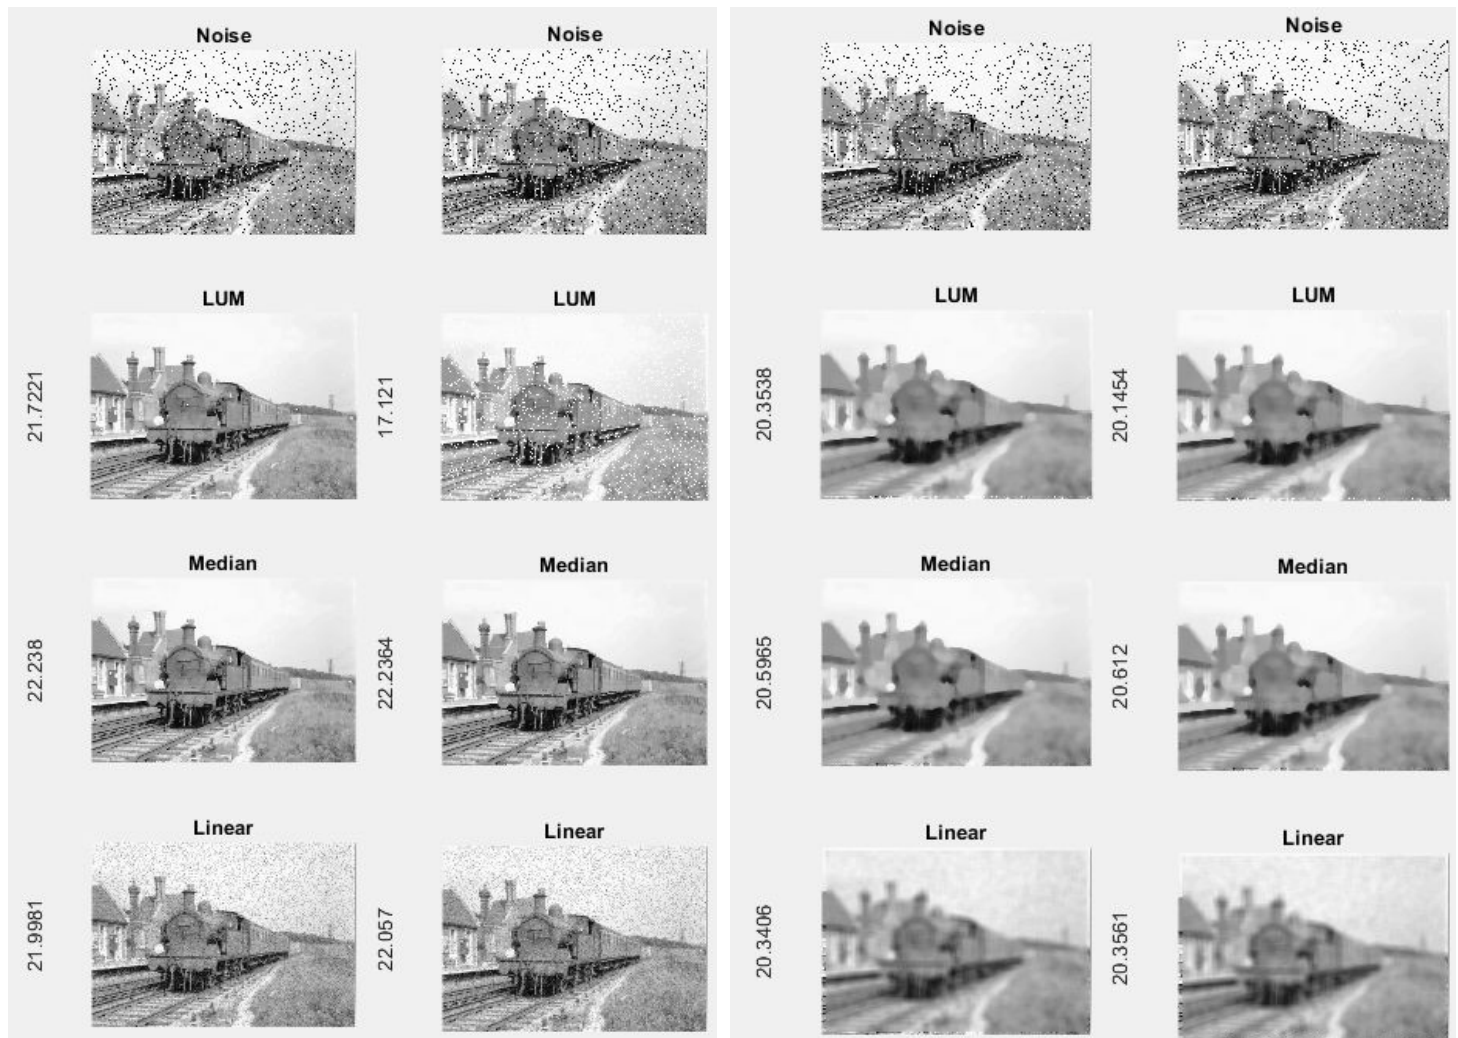 Noise
Noise
Noise
Noise
LUM
LUM
LUM
LUM
21.7221
17.121
20.3538
20.1454
Median
Median
Median
Median
22.238
22.2364
20.5965
20.612
Linear
Linear
Linear
Linear
21.9981
22.057
20.3406
20.3561